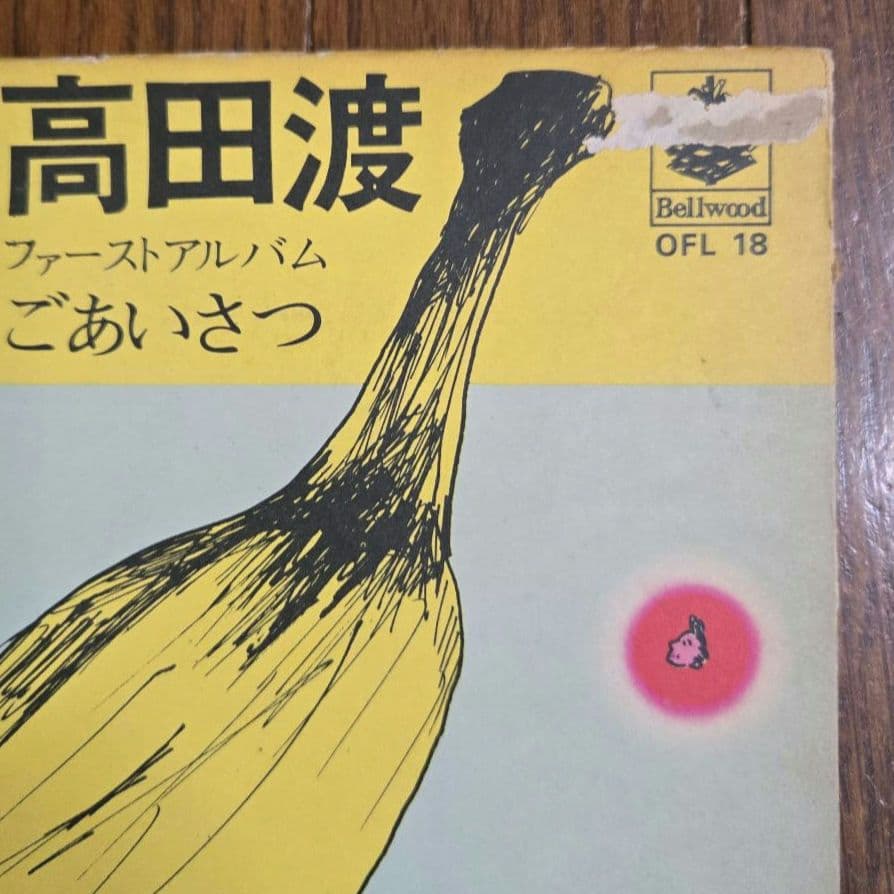 高田渡
ファーストアルバム
ごあいさつ
Bellwood
OFL 18